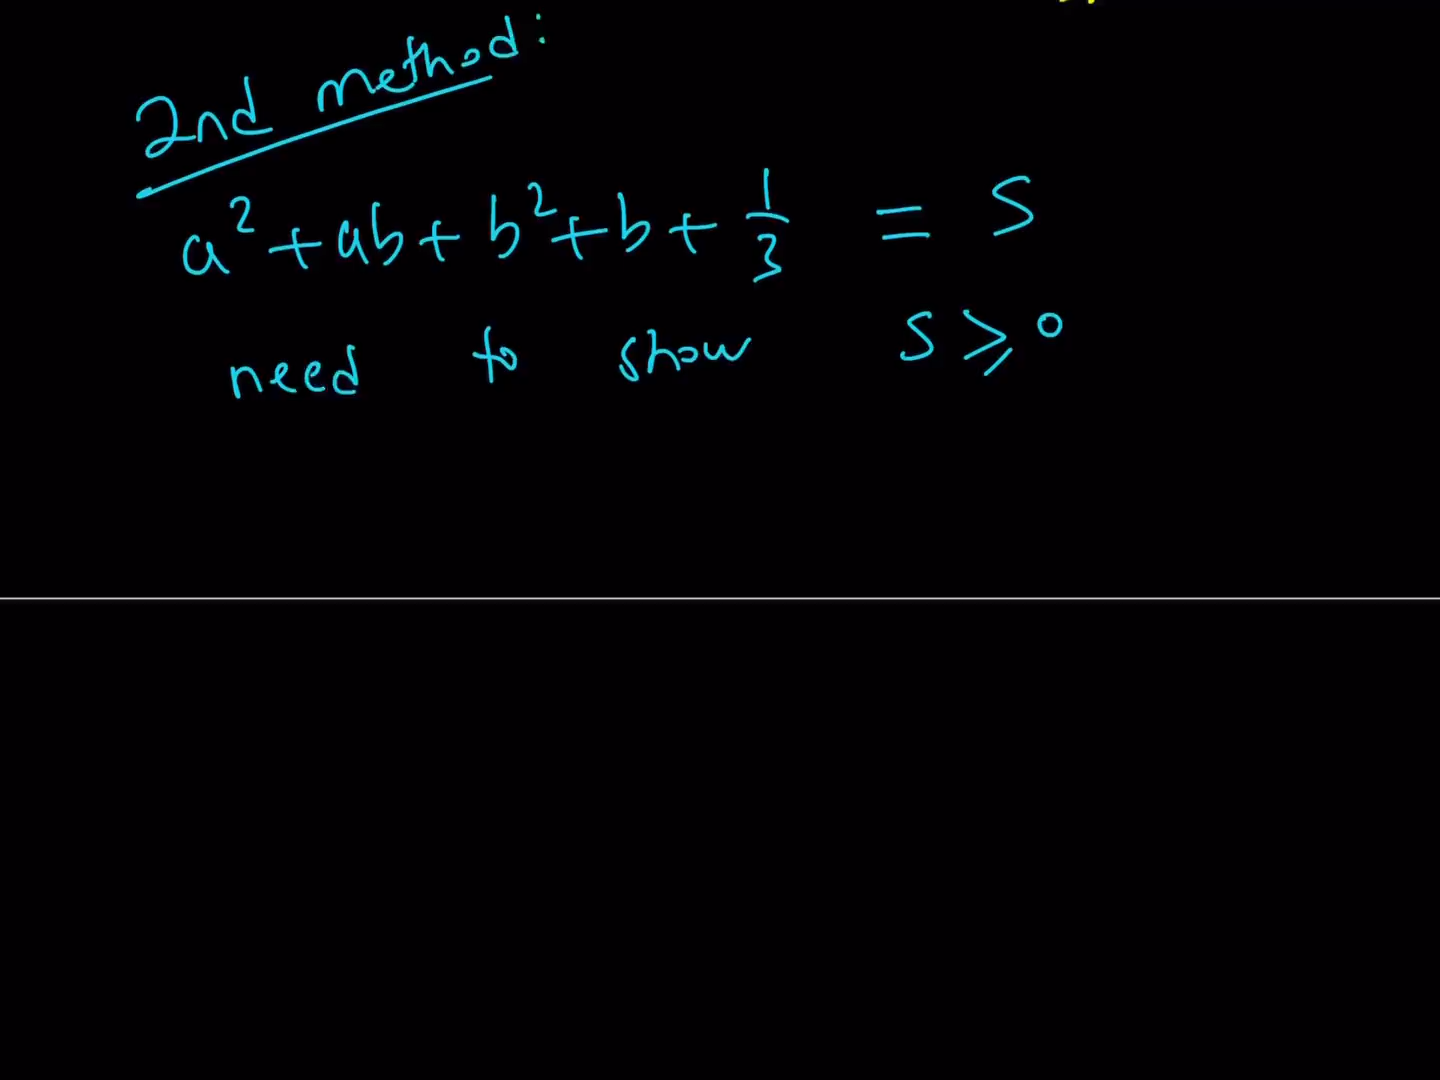 2nd method:
a² + ab + b² + b + 1/3 = S
need to show S ⩾ 0